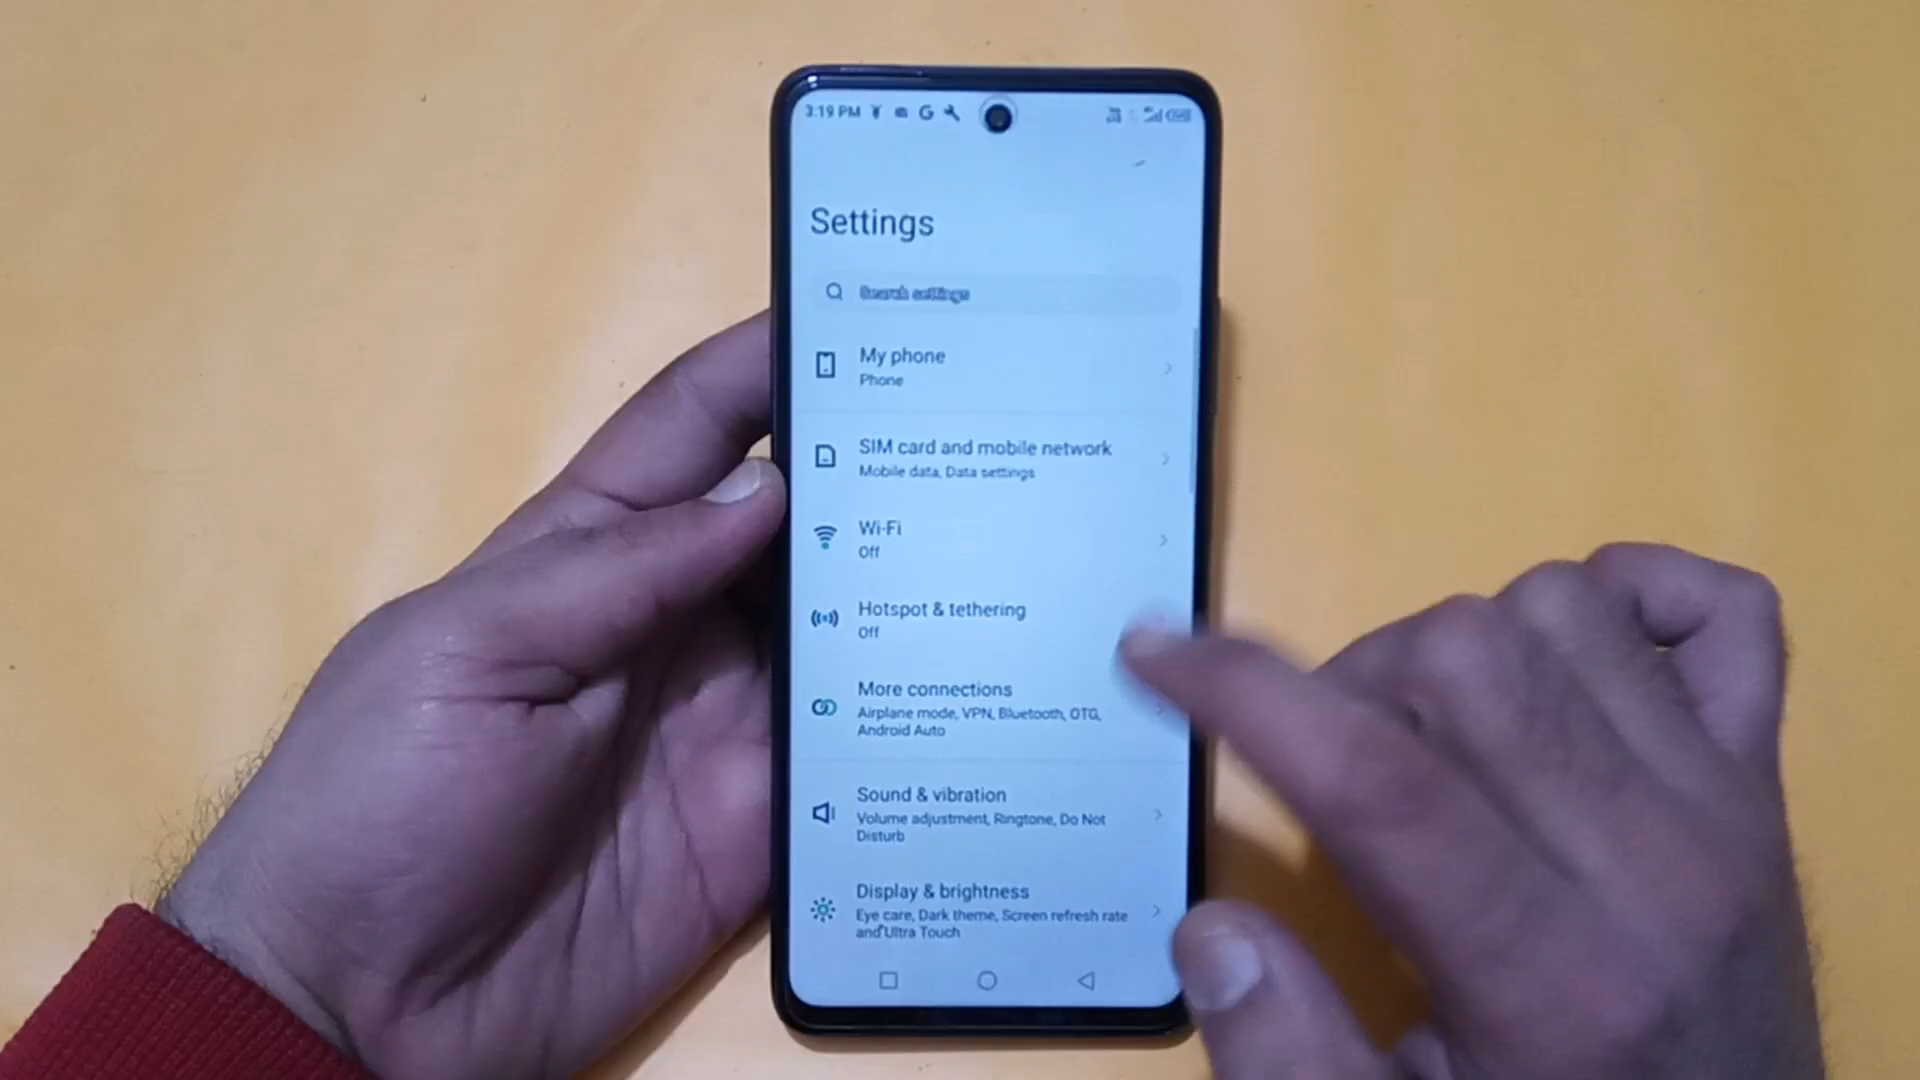 3:19 PM G
Settings
Search settings
My phone
Phone
SIM card and mobile network
Mobile data, Data settings
Wi-Fi
Off
Hotspot & tethering
Off
More connections
Airplane mode, VPN, Bluetooth, OTG,
Android Auto
Sound & vibration
Volume adjustment, Ringtone, Do Not
Disturb
Display & brightness
Eye care, Dark theme, Screen refresh rate
and Ultra Touch